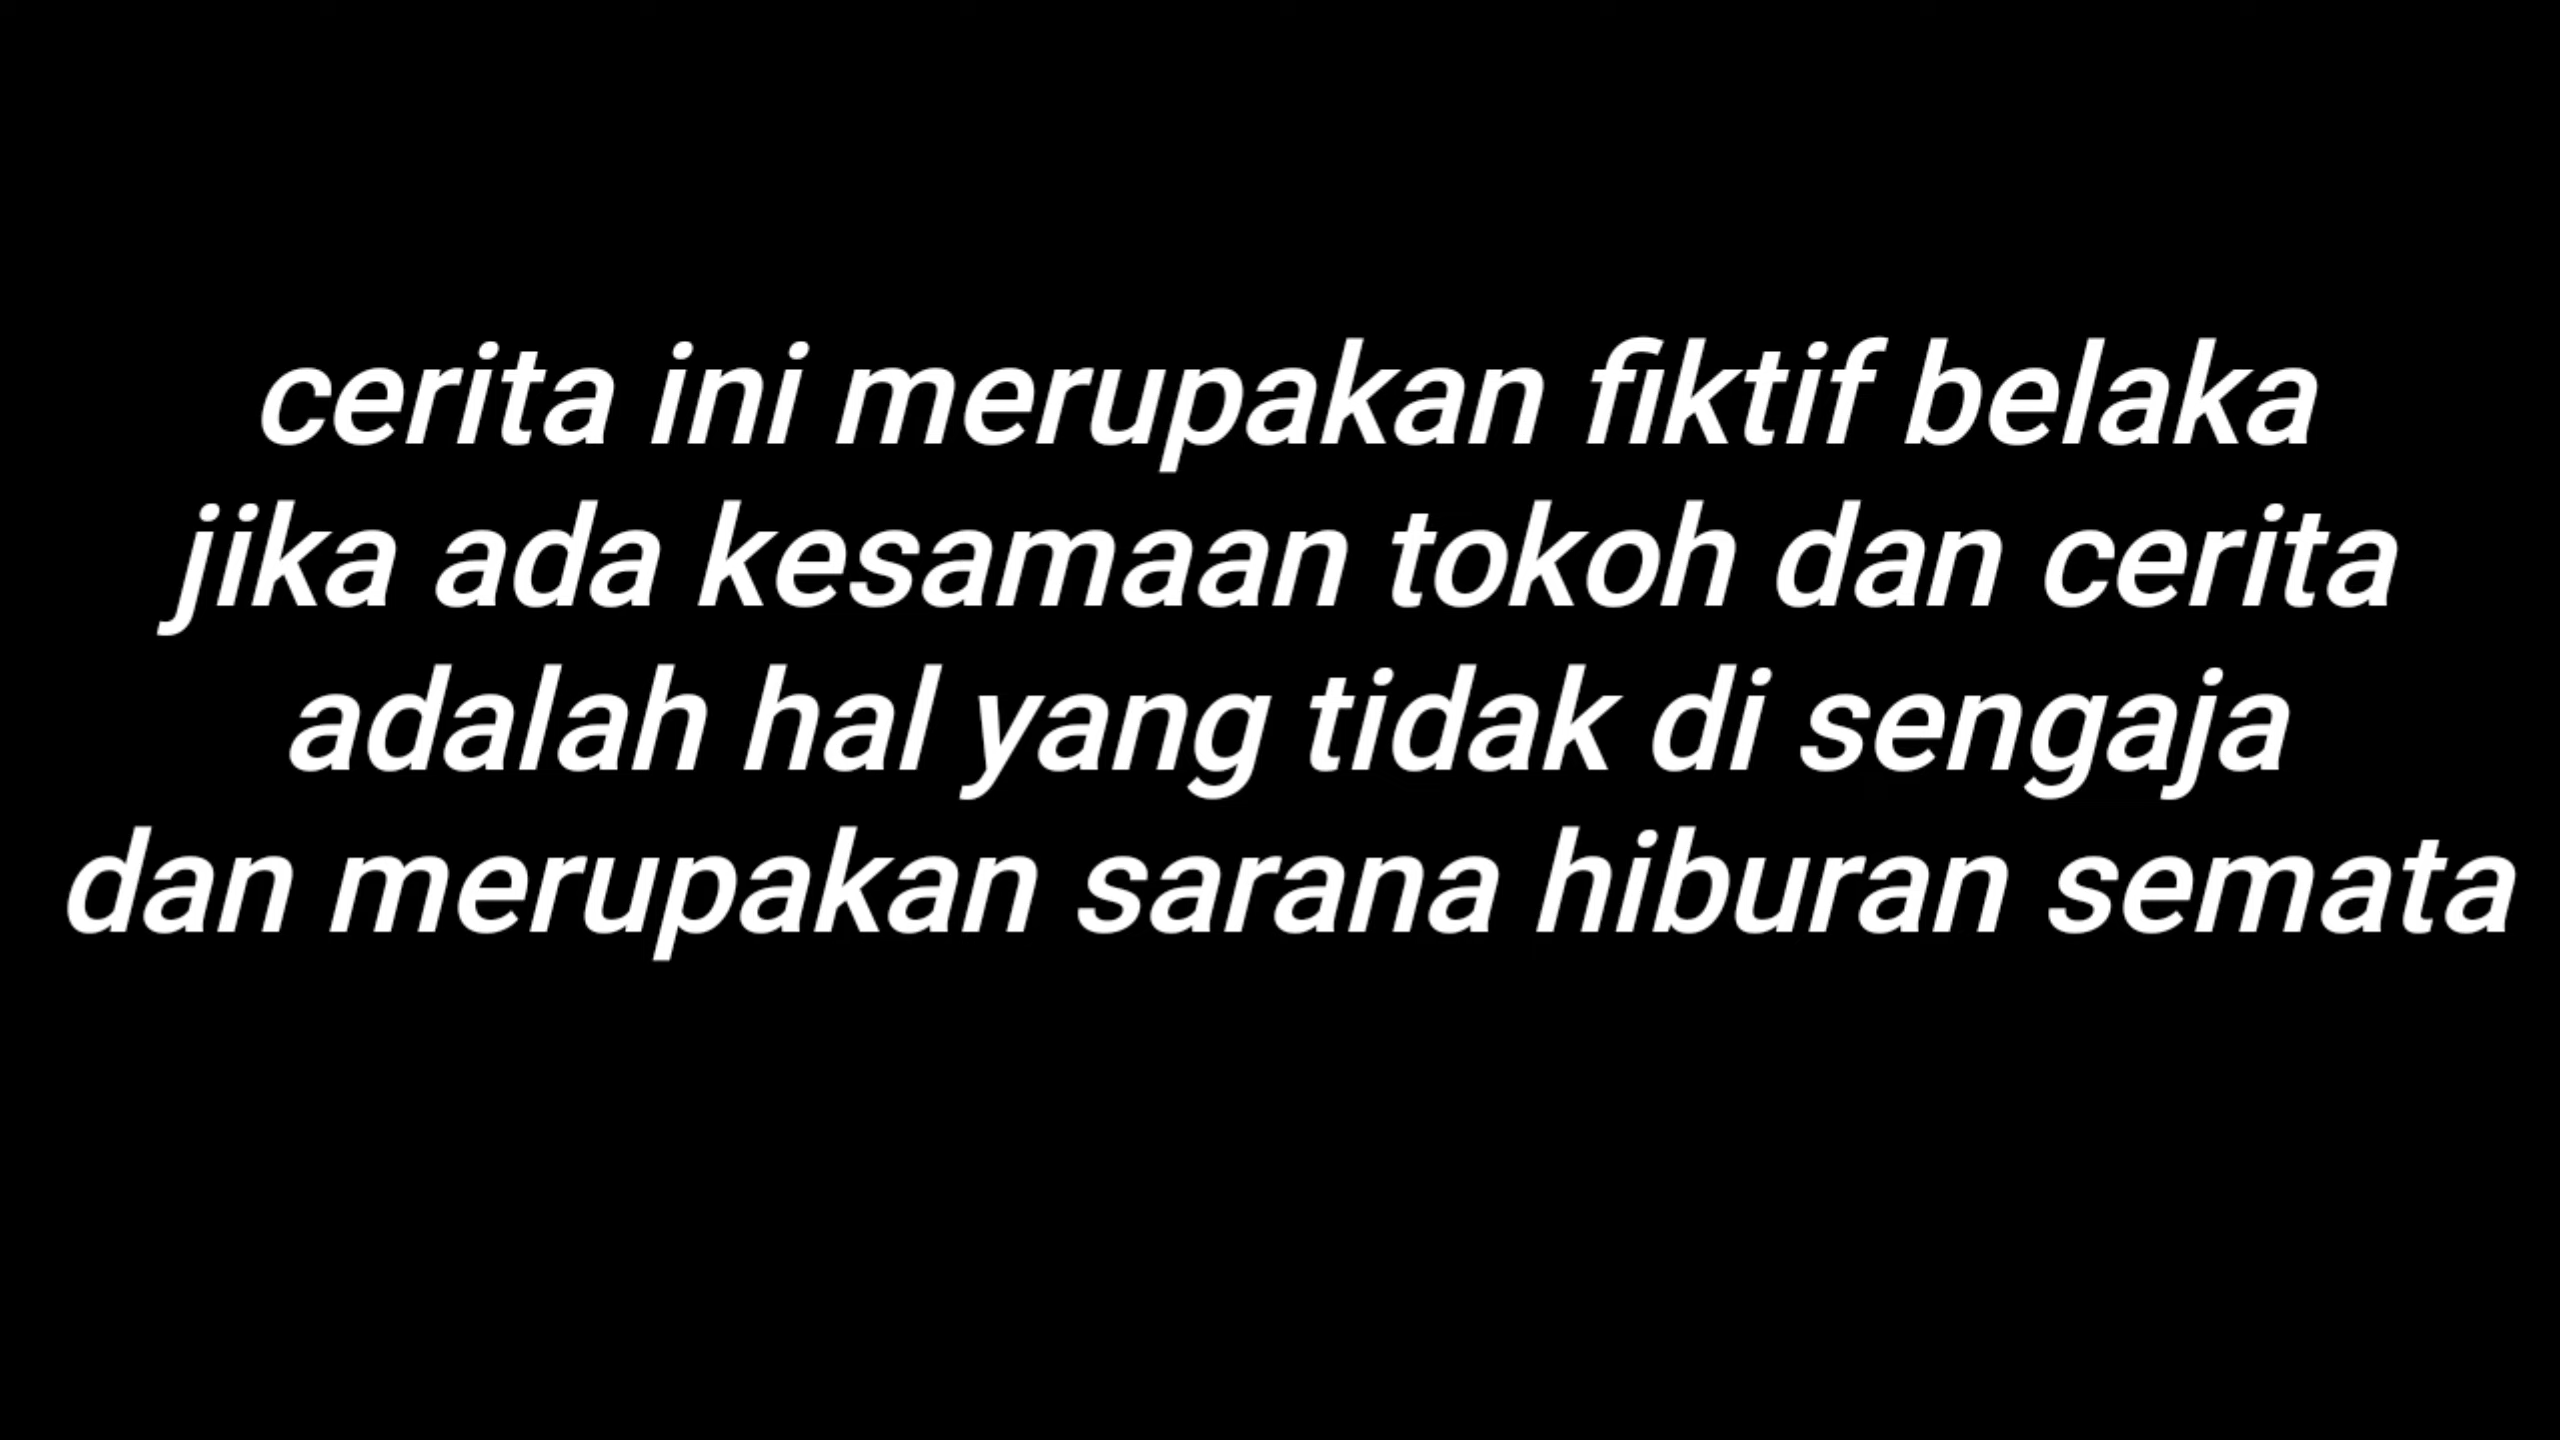 cerita ini merupakan fiktif belaka
jika ada kesamaan tokoh dan cerita
adalah hal yang tidak di sengaja
dan merupakan sarana hiburan semata